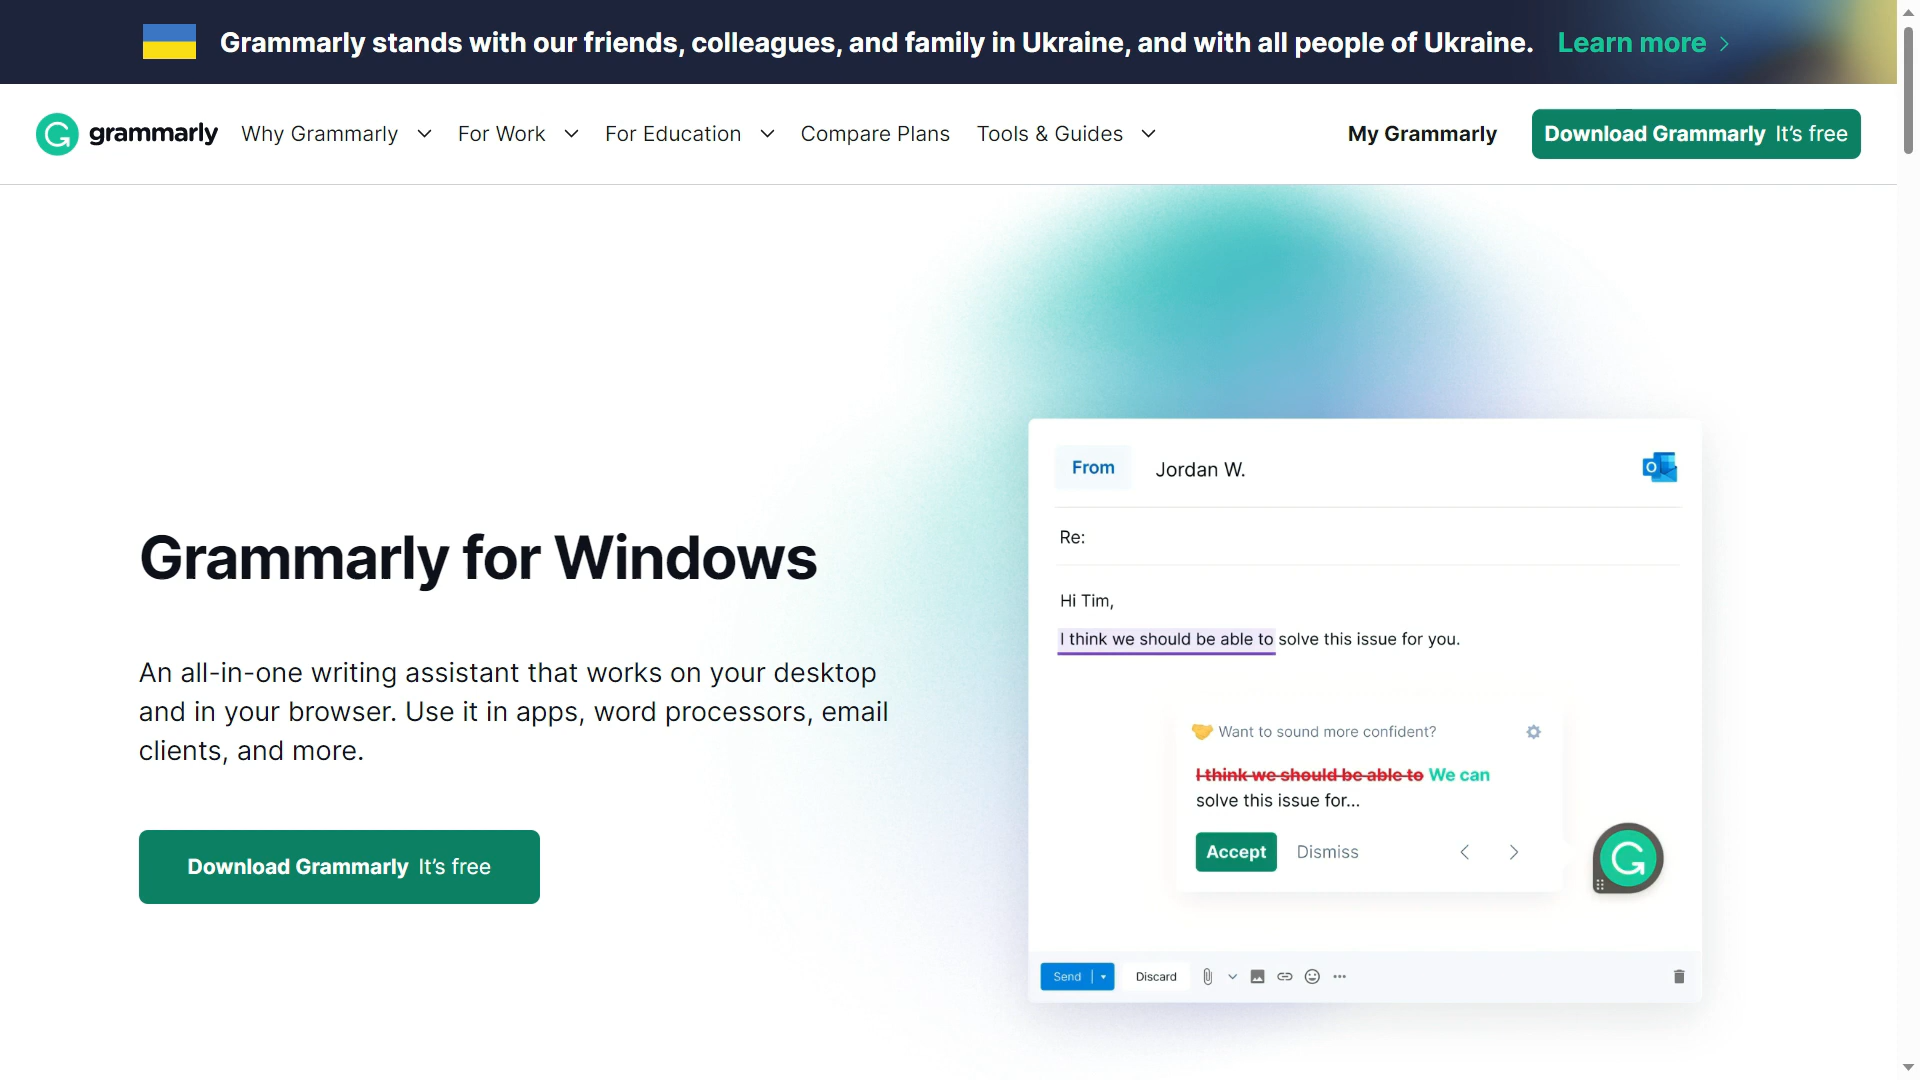 Grammarly stands with our friends, colleagues, and family in Ukraine, and with all people of Ukraine. Learn more
grammarly Why Grammarly For Work For Education Compare Plans Tools & Guides My Grammarly Download Grammarly It's free
Grammarly for Windows
An all-in-one writing assistant that works on your desktop
and in your browser. Use it in apps, word processors, email
clients, and more.
Download Grammarly It's free
From Jordan W.
Re:
Hi Tim,
I think we should be able to solve this issue for you.
Want to sound more confident?
I think we should be able to We can
solve this issue for...
Accept Dismiss
Send Discard